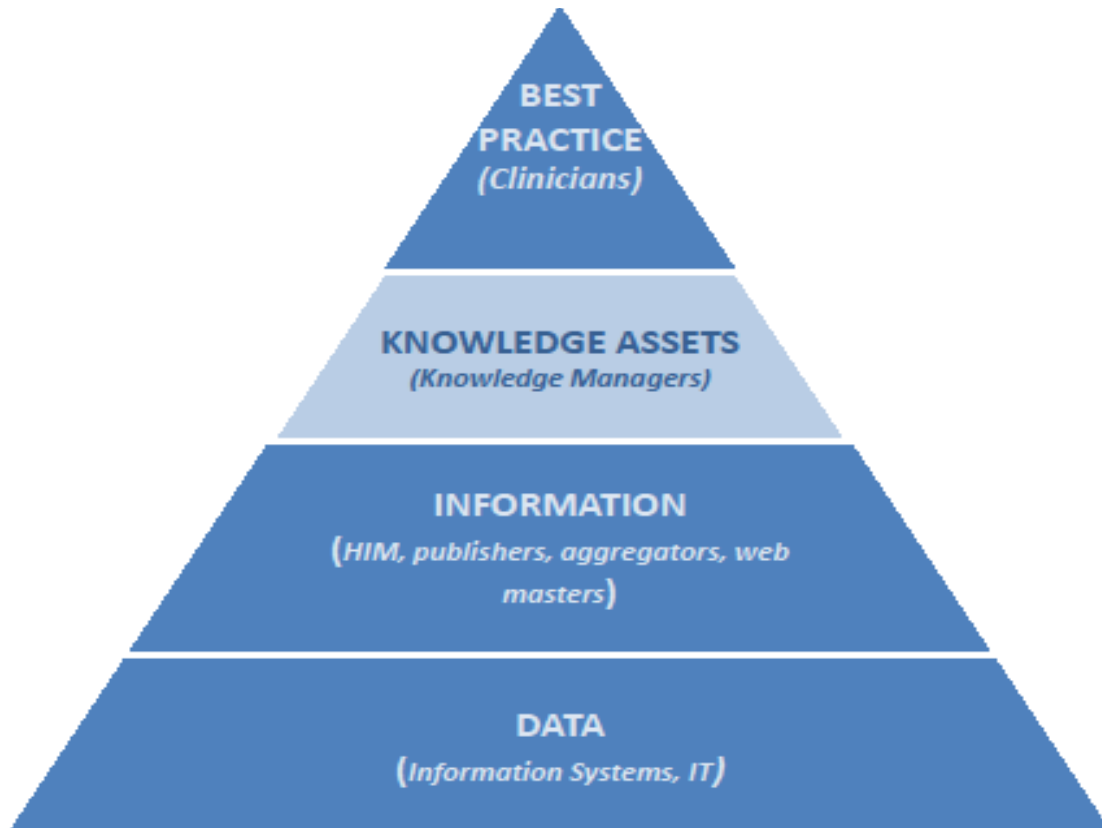 BEST
PRACTICE
(Clinicians)
KNOWLEDGE ASSETS
(Knowledge Managers)
INFORMATION
(HIM, publishers, aggregators, web
masters)
DATA
(Information Systems, IT)